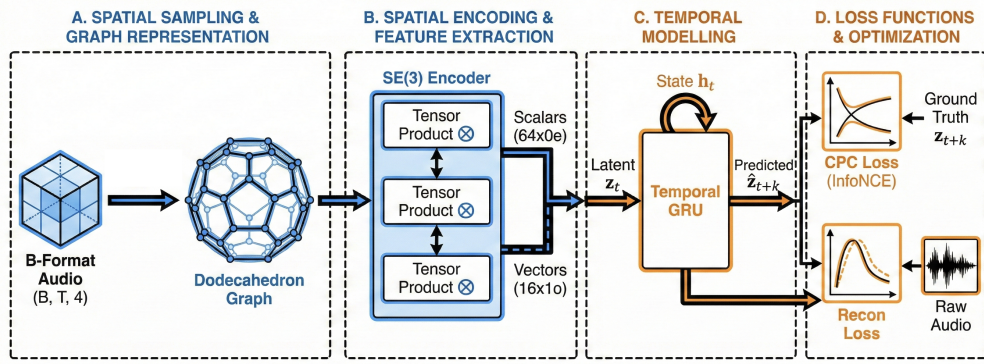 A. SPATIAL SAMPLING &
GRAPH REPRESENTATION
B-Format
Audio
(B, T, 4)
Dodecahedron
Graph
B. SPATIAL ENCODING &
FEATURE EXTRACTION
SE(3) Encoder
Tensor
Product ⊗
Tensor
Product ⊗
Tensor
Product ⊗
Scalars
(64x0e)
Vectors
(16x1o)
C. TEMPORAL
MODELLING
State h_t
Latent
z_t
Temporal
GRU
Predicted
ẑ_{t+k}
D. LOSS FUNCTIONS
& OPTIMIZATION
CPC Loss
(InfoNCE)
Ground
Truth
z_{t+k}
Recon
Loss
Raw
Audio